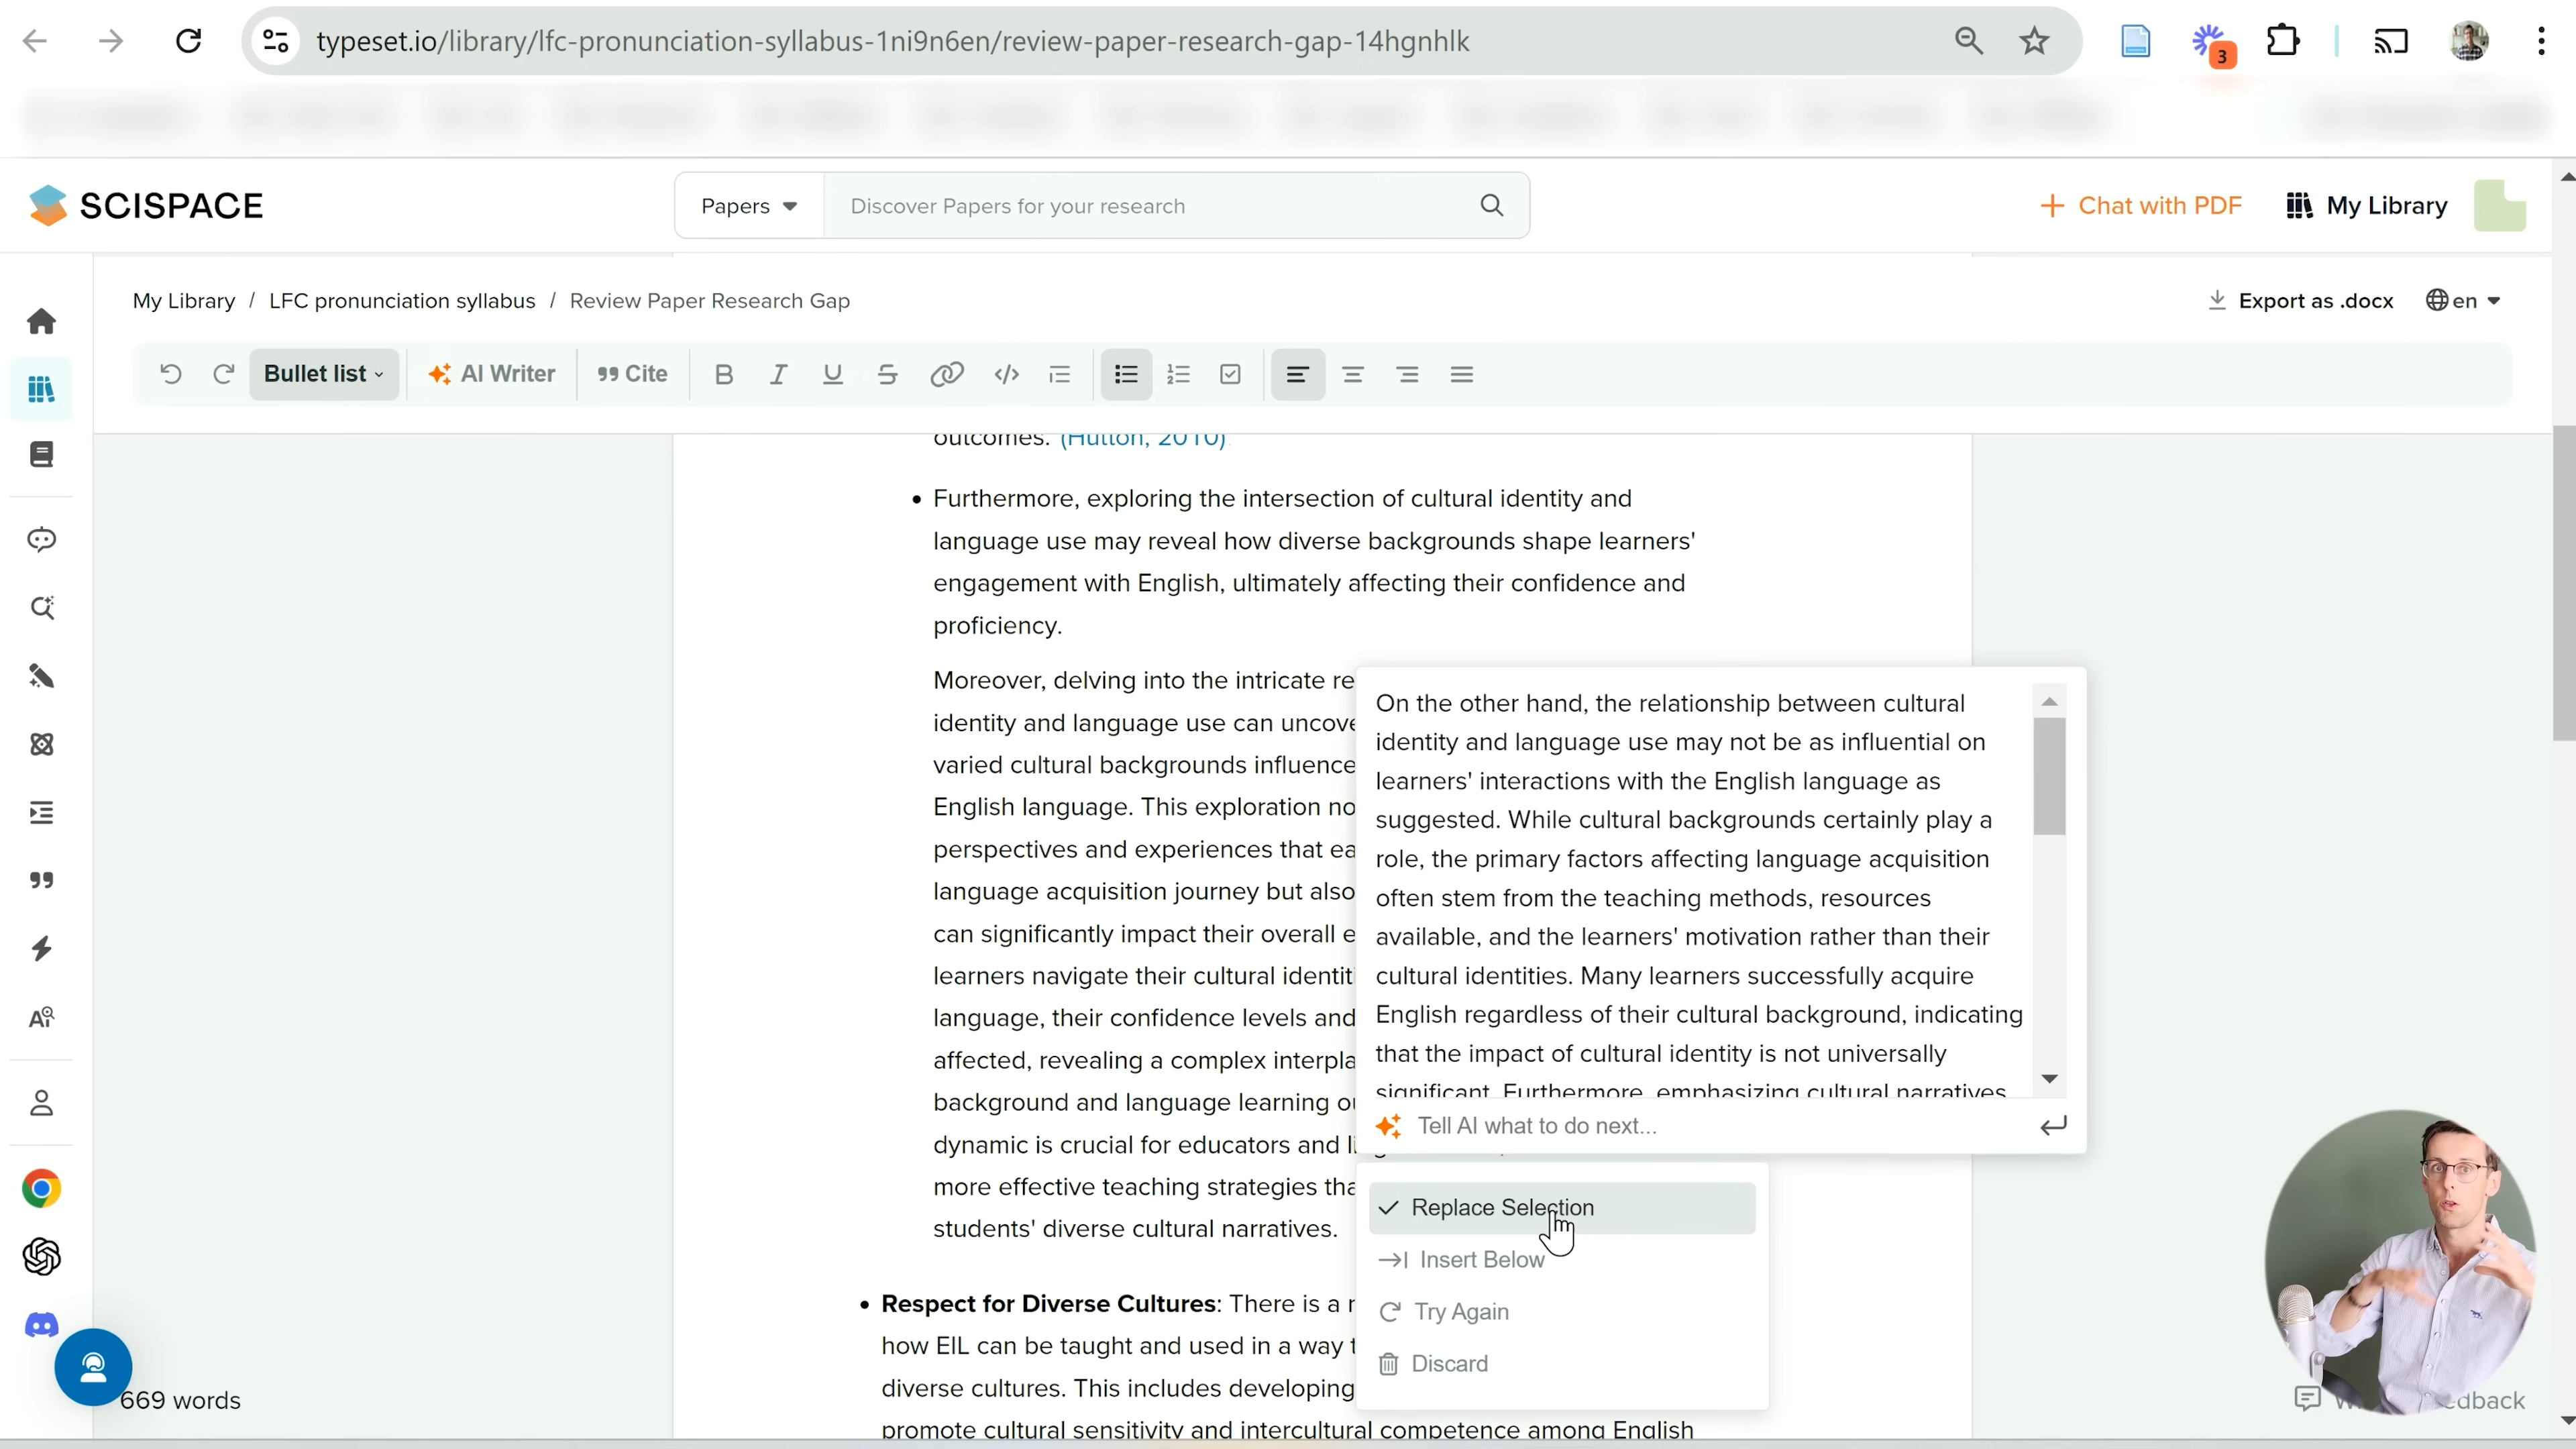 typeset.io/library/lfc-pronunciation-syllabus-1ni9n6en/review-paper-research-gap-14hgnhlk
3
SCISPACE
Papers
Discover Papers for your research
Chat with PDF
My Library
My Library / LFC pronunciation syllabus / Review Paper Research Gap
Export as .docx
en
Bullet list
AI Writer
Cite
outcomes. (Hutton, 2010)
• Furthermore, exploring the intersection of cultural identity and
language use may reveal how diverse backgrounds shape learners'
engagement with English, ultimately affecting their confidence and
proficiency.
Moreover, delving into the intricate re
identity and language use can uncove
varied cultural backgrounds influence
English language. This exploration no
perspectives and experiences that ea
language acquisition journey but also
can significantly impact their overall e
learners navigate their cultural identiti
language, their confidence levels and
affected, revealing a complex interpla
background and language learning ou
dynamic is crucial for educators and
more effective teaching strategies tha
students' diverse cultural narratives.
On the other hand, the relationship between cultural
identity and language use may not be as influential on
learners' interactions with the English language as
suggested. While cultural backgrounds certainly play a
role, the primary factors affecting language acquisition
often stem from the teaching methods, resources
available, and the learners' motivation rather than their
cultural identities. Many learners successfully acquire
English regardless of their cultural background, indicating
that the impact of cultural identity is not universally
significant. Furthermore, emphasizing cultural narratives
Tell AI what to do next...
Replace Selection
Insert Below
Try Again
Discard
• Respect for Diverse Cultures: There is a
how EIL can be taught and used in a way t
diverse cultures. This includes developing
promote cultural sensitivity and intercultural competence among English
669 words
edback